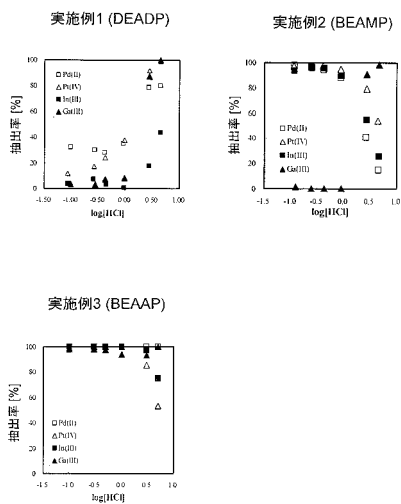 実施例1 (DEADP)
抽出率 [%]
100
80
60
40
20
0
□ Pd(II)
△ Pt(IV)
■ In(III)
▲ Ga(III)
-1.50 -1.00 -0.50 0.00 0.50 1.00
log[HCl]
実施例2 (BEAMP)
抽出率 [%]
100
80
60
40
20
0
□ Pd(II)
△ Pt(IV)
■ In(III)
▲ Ga(III)
-1.5 -1.0 -0.5 0.0 0.5 1.0
log[HCl]
実施例3 (BEAAP)
抽出率 [%]
100
80
60
40
20
0
□ Pd(II)
△ Pt(IV)
■ In(III)
▲ Ga(III)
-1.5 -1.0 -0.5 0.0 0.5 1.0
log[HCl]